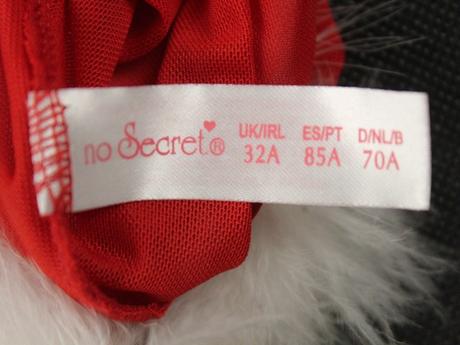 no Secret® UK/IRL ES/PT D/NL/B
32A 85A 70A